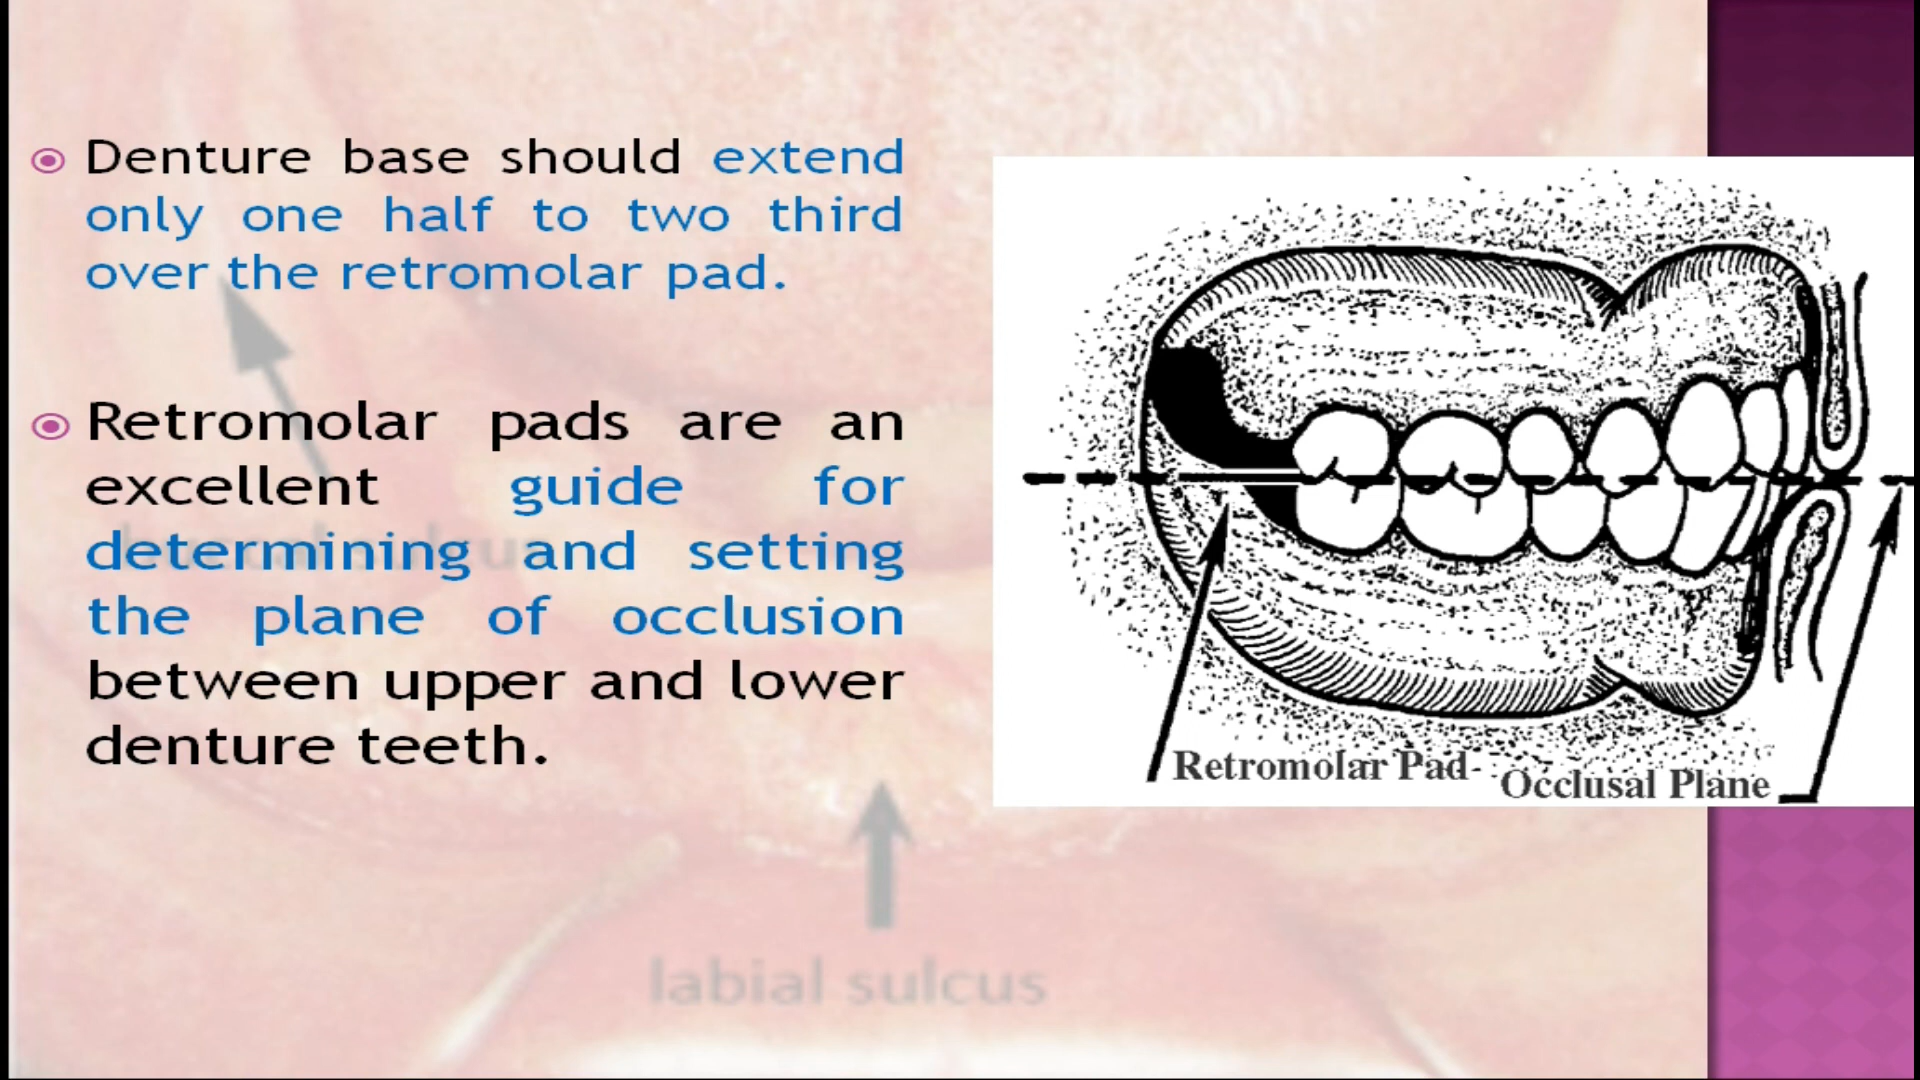 Denture base should extend
only one half to two third
over the retromolar pad.
Retromolar pads are an
excellent guide for
determining and setting
the plane of occlusion
between upper and lower
denture teeth.
Retromolar Pad
Occlusal Plane
labial sulcus